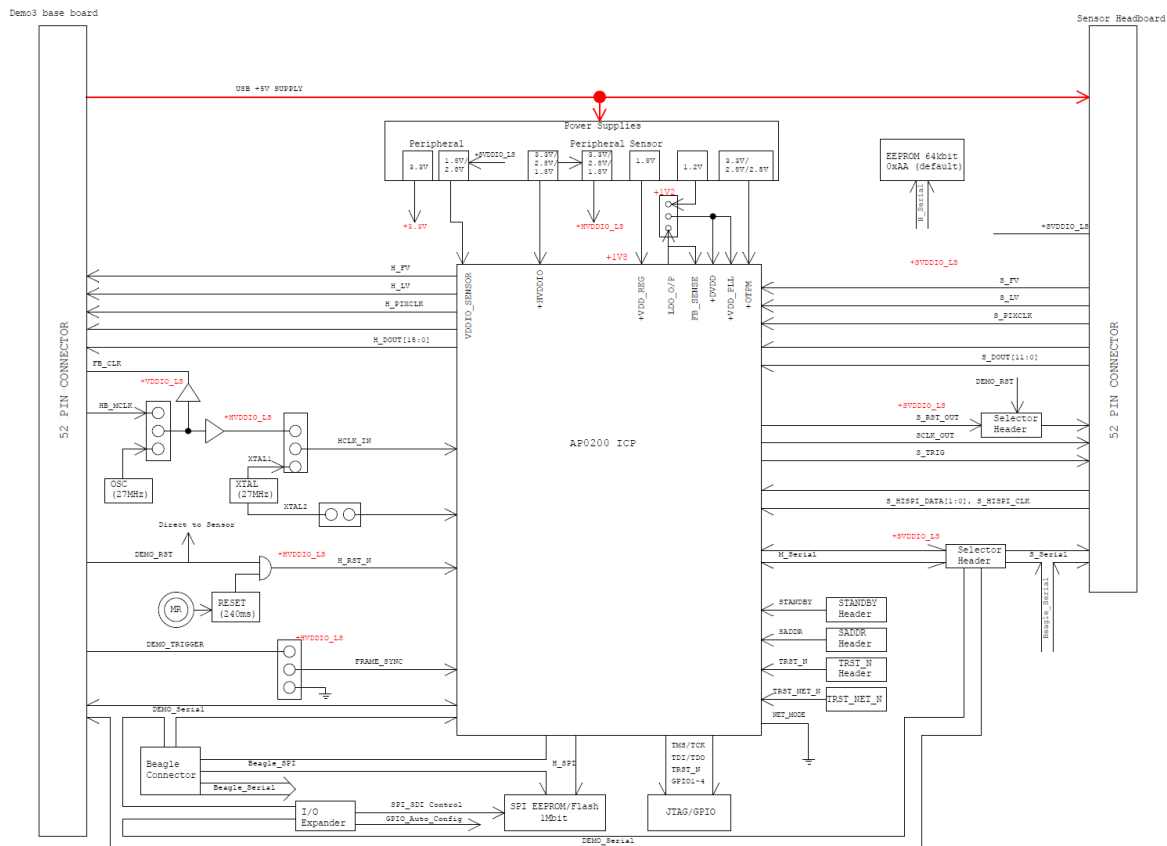 Demo3 base board
Sensor Headboard
USB +5V SUPPLY
Power Supplies
Peripheral
Peripheral Sensor
3.3V
1.8V/
2.8V
+SVDDIO_LS
3.3V/
2.8V/
1.8V
3.3V/
2.8V/
1.8V
1.8V
1.2V
3.3V/
2.8V/2.5V
EEPROM 64kbit
0xAA (default)
H_Serial
+3.3V
+HVDDIO_LS
+1V2
+1V8
+SVDDIO_LS
+SVDDIO_LS
VDDIO_SENSOR
+HVDDIO
+VDD_REG
LDO_O/P
FB_SENSE
+DVDD
+VDD_PLL
+OTPM
H_FV
H_LV
H_PIXCLK
H_DOUT[15:0]
S_FV
S_LV
S_PIXCLK
S_DOUT[11:0]
52 PIN CONNECTOR
52 PIN CONNECTOR
FB_CLK
+VDDIO_LS
HB_MCLK
+HVDDIO_LS
HCLK_IN
XTAL1
OSC
(27MHz)
XTAL
(27MHz)
XTAL2
AP0200 ICP
DEMO_RST
+SVDDIO_LS
S_RST_OUT
Selector
Header
SCLK_OUT
S_TRIG
S_HISPI_DATA[1:0], S_HISPI_CLK
Direct to Sensor
DEMO_RST
+HVDDIO_LS
H_RST_N
MR
RESET
(240ms)
+SVDDIO_LS
M_Serial
Selector
Header
S_Serial
Beagle_Serial
STANDBY
STANDBY
Header
SADDR
SADDR
Header
TRST_N
TRST_N
Header
TRST_NET_N
TRST_NET_N
NET_MODE
DEMO_TRIGGER
+HVDDIO_LS
FRAME_SYNC
DEMO_Serial
Beagle
Connector
Beagle_SPI
Beagle_Serial
H_SPI
TMS/TCK
TDI/TDO
TRST_N
GPIO1~4
I/O
Expander
SPI_SDI Control
GPIO_Auto_Config
SPI EEPROM/Flash
1Mbit
JTAG/GPIO
DEMO_Serial